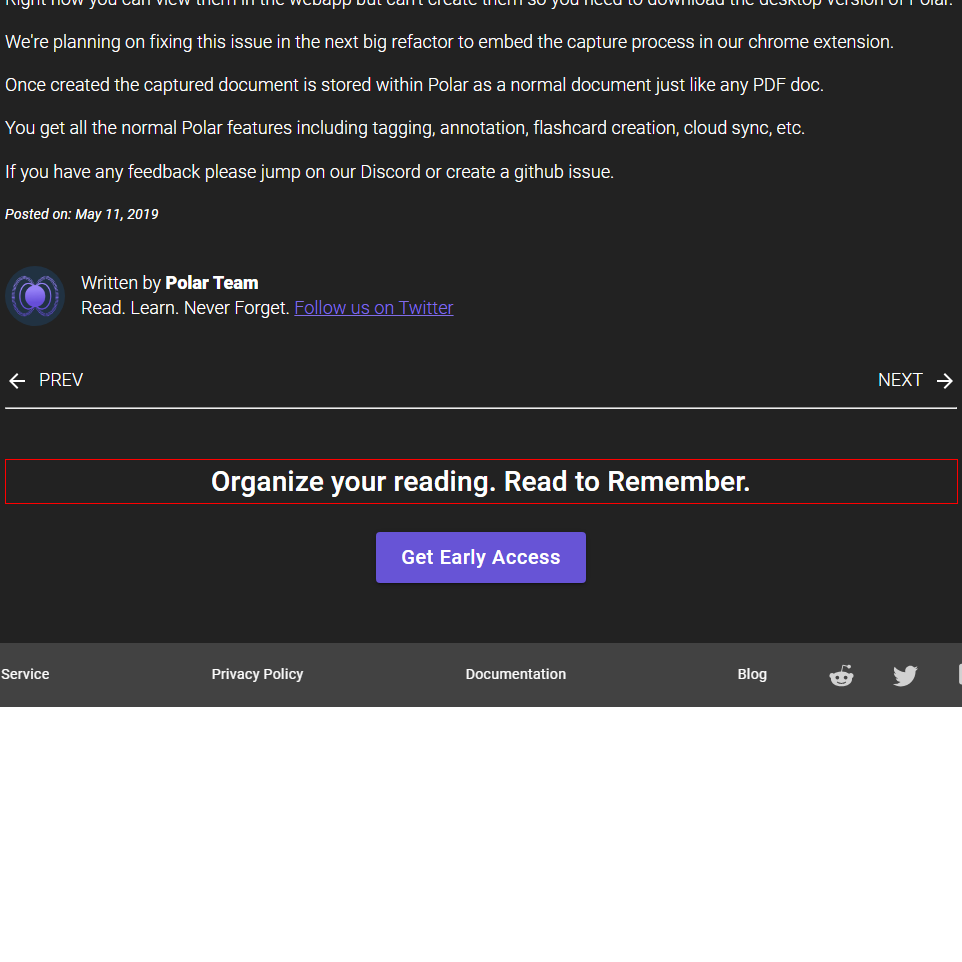 Right now you can view them in the webapp but can't create them so you need to download the desktop version of Polar.
We're planning on fixing this issue in the next big refactor to embed the capture process in our chrome extension.
Once created the captured document is stored within Polar as a normal document just like any PDF doc.
You get all the normal Polar features including tagging, annotation, flashcard creation, cloud sync, etc.
If you have any feedback please jump on our Discord or create a github issue.
Posted on: May 11, 2019
Written by Polar Team
Read. Learn. Never Forget. Follow us on Twitter
PREV NEXT
Organize your reading. Read to Remember.
Get Early Access
Service Privacy Policy Documentation Blog